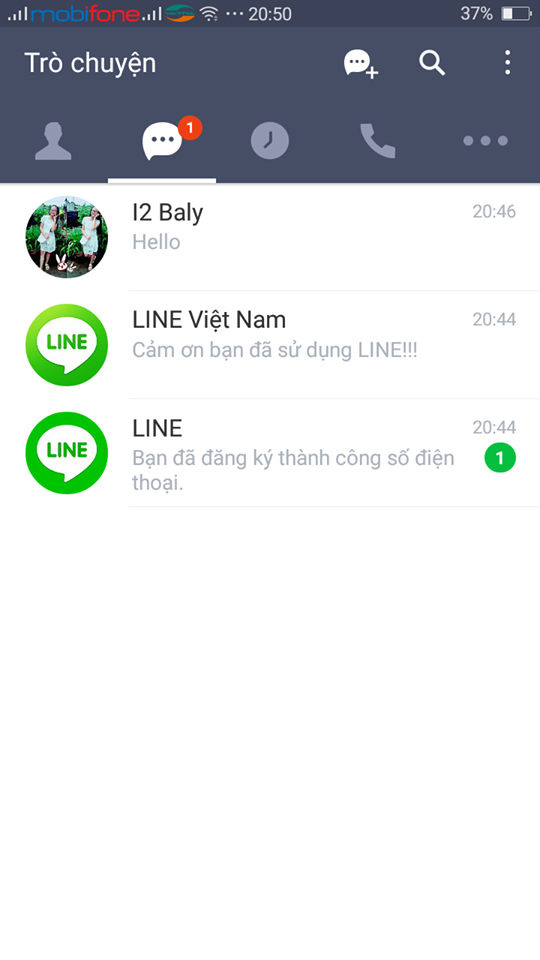 mobifone 20:50 37%
Trò chuyện
1
I2 Baly 20:46
Hello
LINE
LINE Việt Nam 20:44
Cảm ơn bạn đã sử dụng LINE!!!
LINE
LINE 20:44
Bạn đã đăng ký thành công số điện 1
thoại.